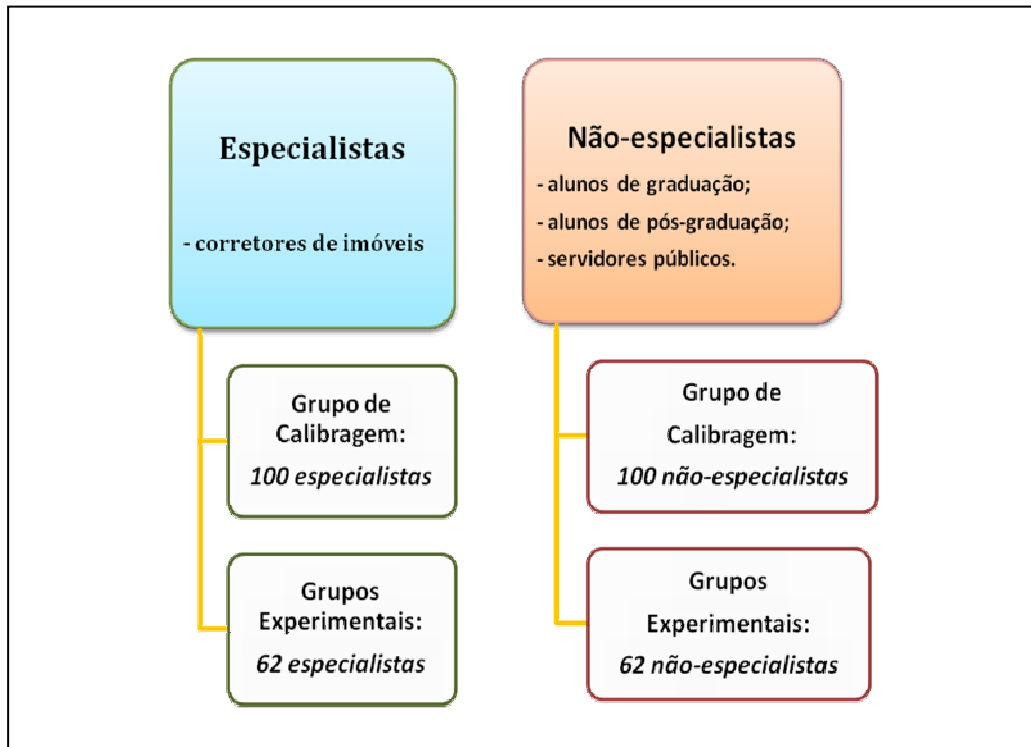 Especialistas
- corretores de imóveis
Grupo de
Calibragem:
100 especialistas
Grupos
Experimentais:
62 especialistas
Não-especialistas
- alunos de graduação;
- alunos de pós-graduação;
- servidores públicos.
Grupo de
Calibragem:
100 não-especialistas
Grupos
Experimentais:
62 não-especialistas